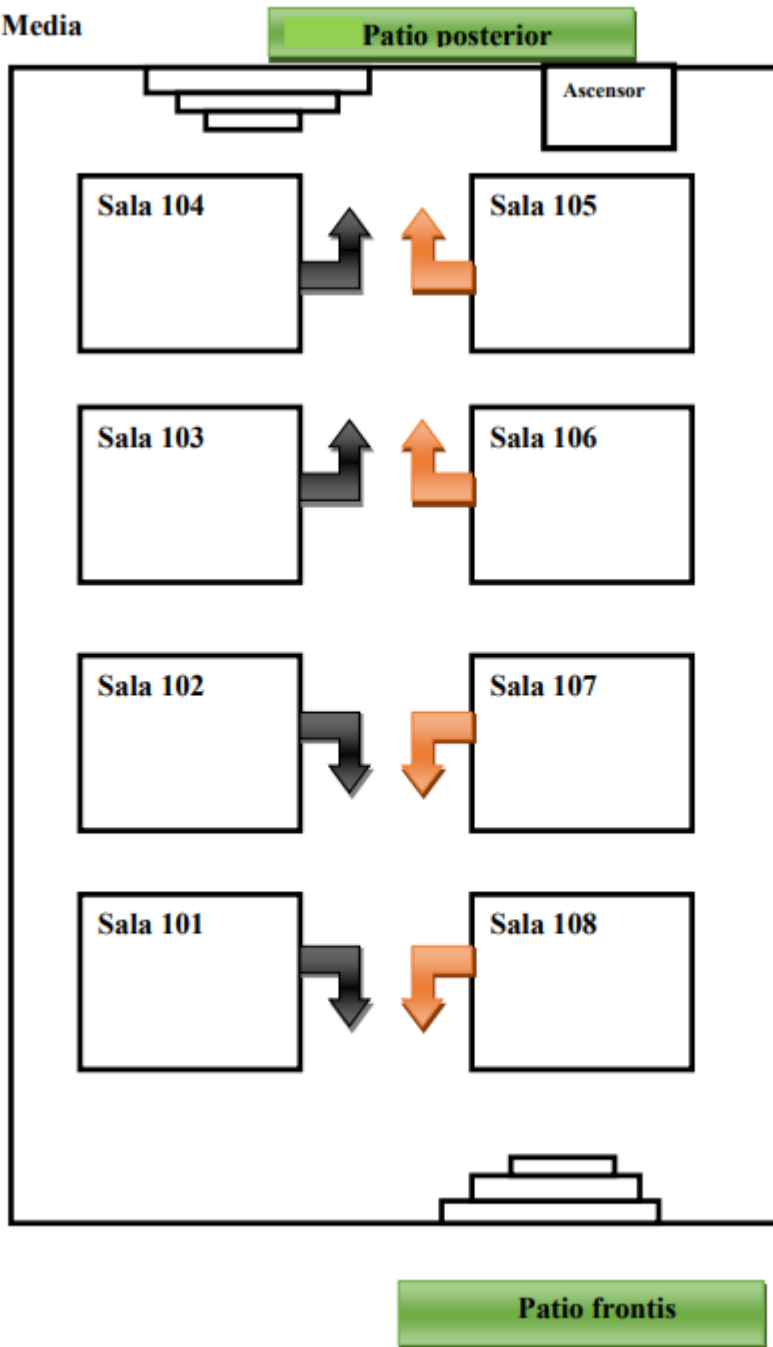 Media
Patio posterior
Ascensor
Sala 104
Sala 105
Sala 103
Sala 106
Sala 102
Sala 107
Sala 101
Sala 108
Patio frontis